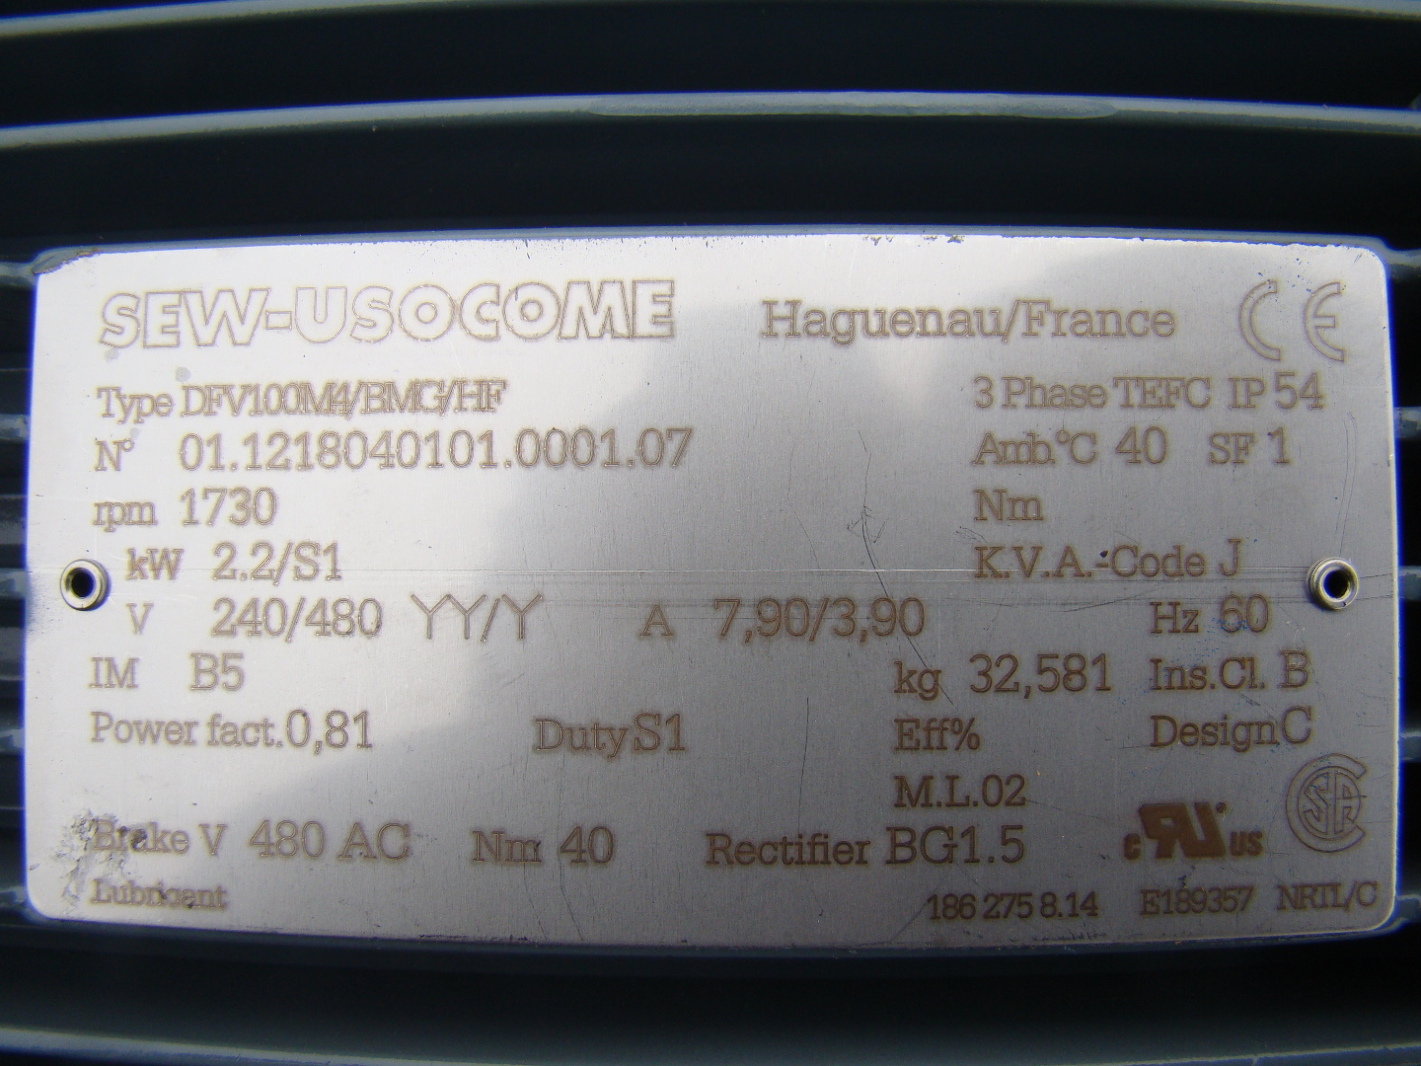 SEW-USOCOME Haguenau/France CE
Type DFV100M4/BMG/HF 3 Phase TEFC IP 54
N° 01.1218040101.0001.07 Amb.°C 40 SF 1
rpm 1730 Nm
kW 2.2/S1 K.V.A.-Code J
V 240/480 YY/Y A 7,90/3,90 Hz 60
IM B5 kg 32,581 Ins.Cl. B
Power fact. 0,81 Duty S1 Eff% Design C
M.L.02
Brake V 480 AC Nm 40 Rectifier BG1.5 c RU US CSA
Lubricant 186 275 8.14 E189357 NRTL/C